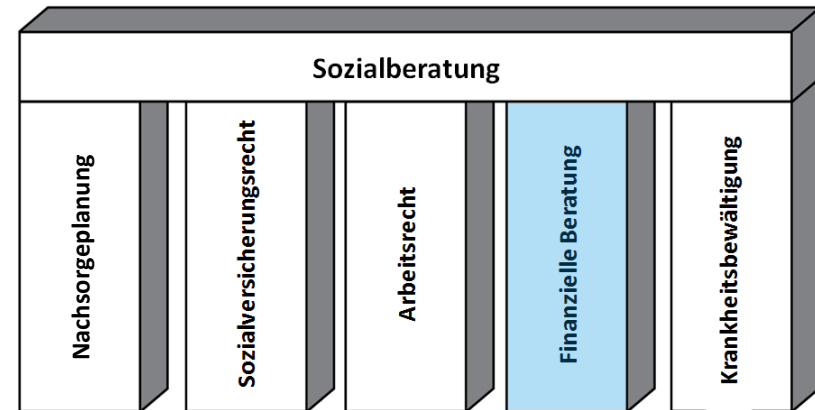 Sozialberatung
Nachsorgeplanung
Sozialversicherungsrecht
Arbeitsrecht
Finanzielle Beratung
Krankheitsbewältigung